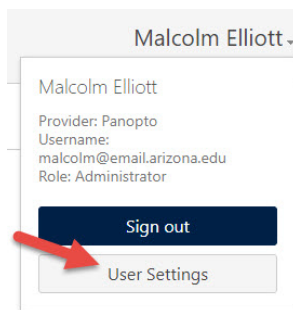 Malcolm Elliott
Malcolm Elliott
Provider: Panopto
Username:
malcolm@email.arizona.edu
Role: Administrator
Sign out
User Settings